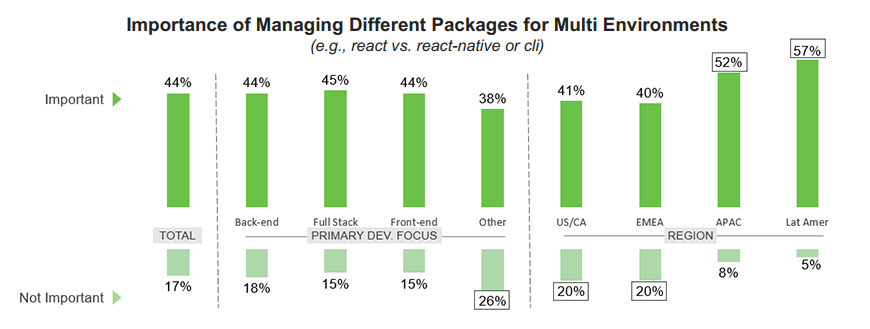 Importance of Managing Different Packages for Multi Environments
(e.g., react vs. react-native or cli)
Important
44%
44%
45%
44%
38%
41%
40%
52%
57%
Back-end
Full Stack
Front-end
Other
US/CA
EMEA
APAC
Lat Amer
TOTAL
PRIMARY DEV. FOCUS
REGION
Not Important
17%
18%
15%
15%
26%
20%
20%
8%
5%